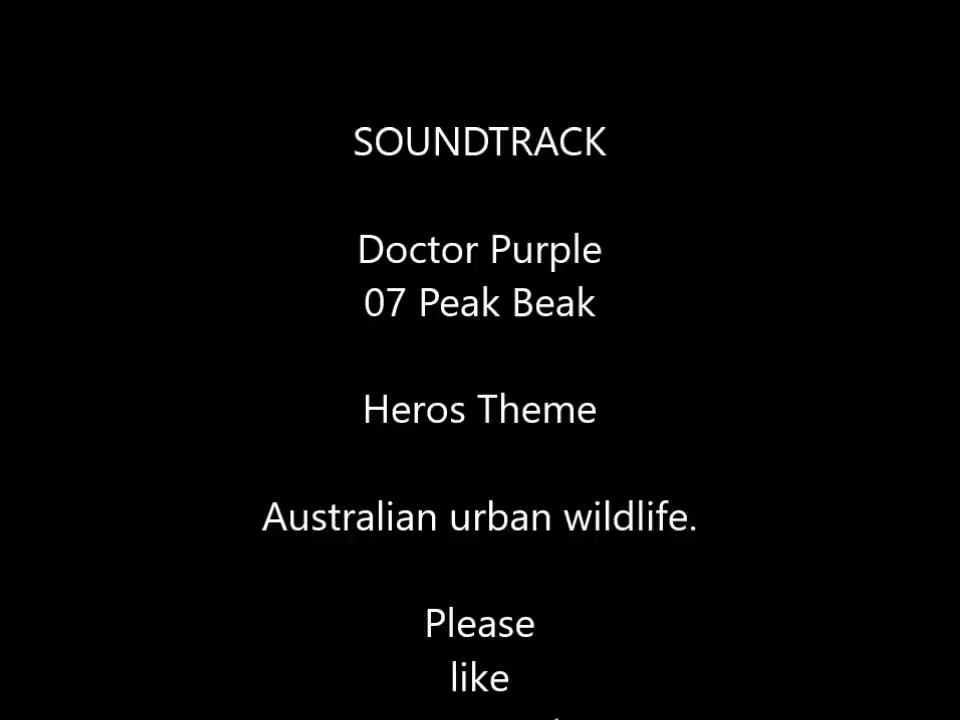 SOUNDTRACK
Doctor Purple
07 Peak Beak
Heros Theme
Australian urban wildlife.
Please
like